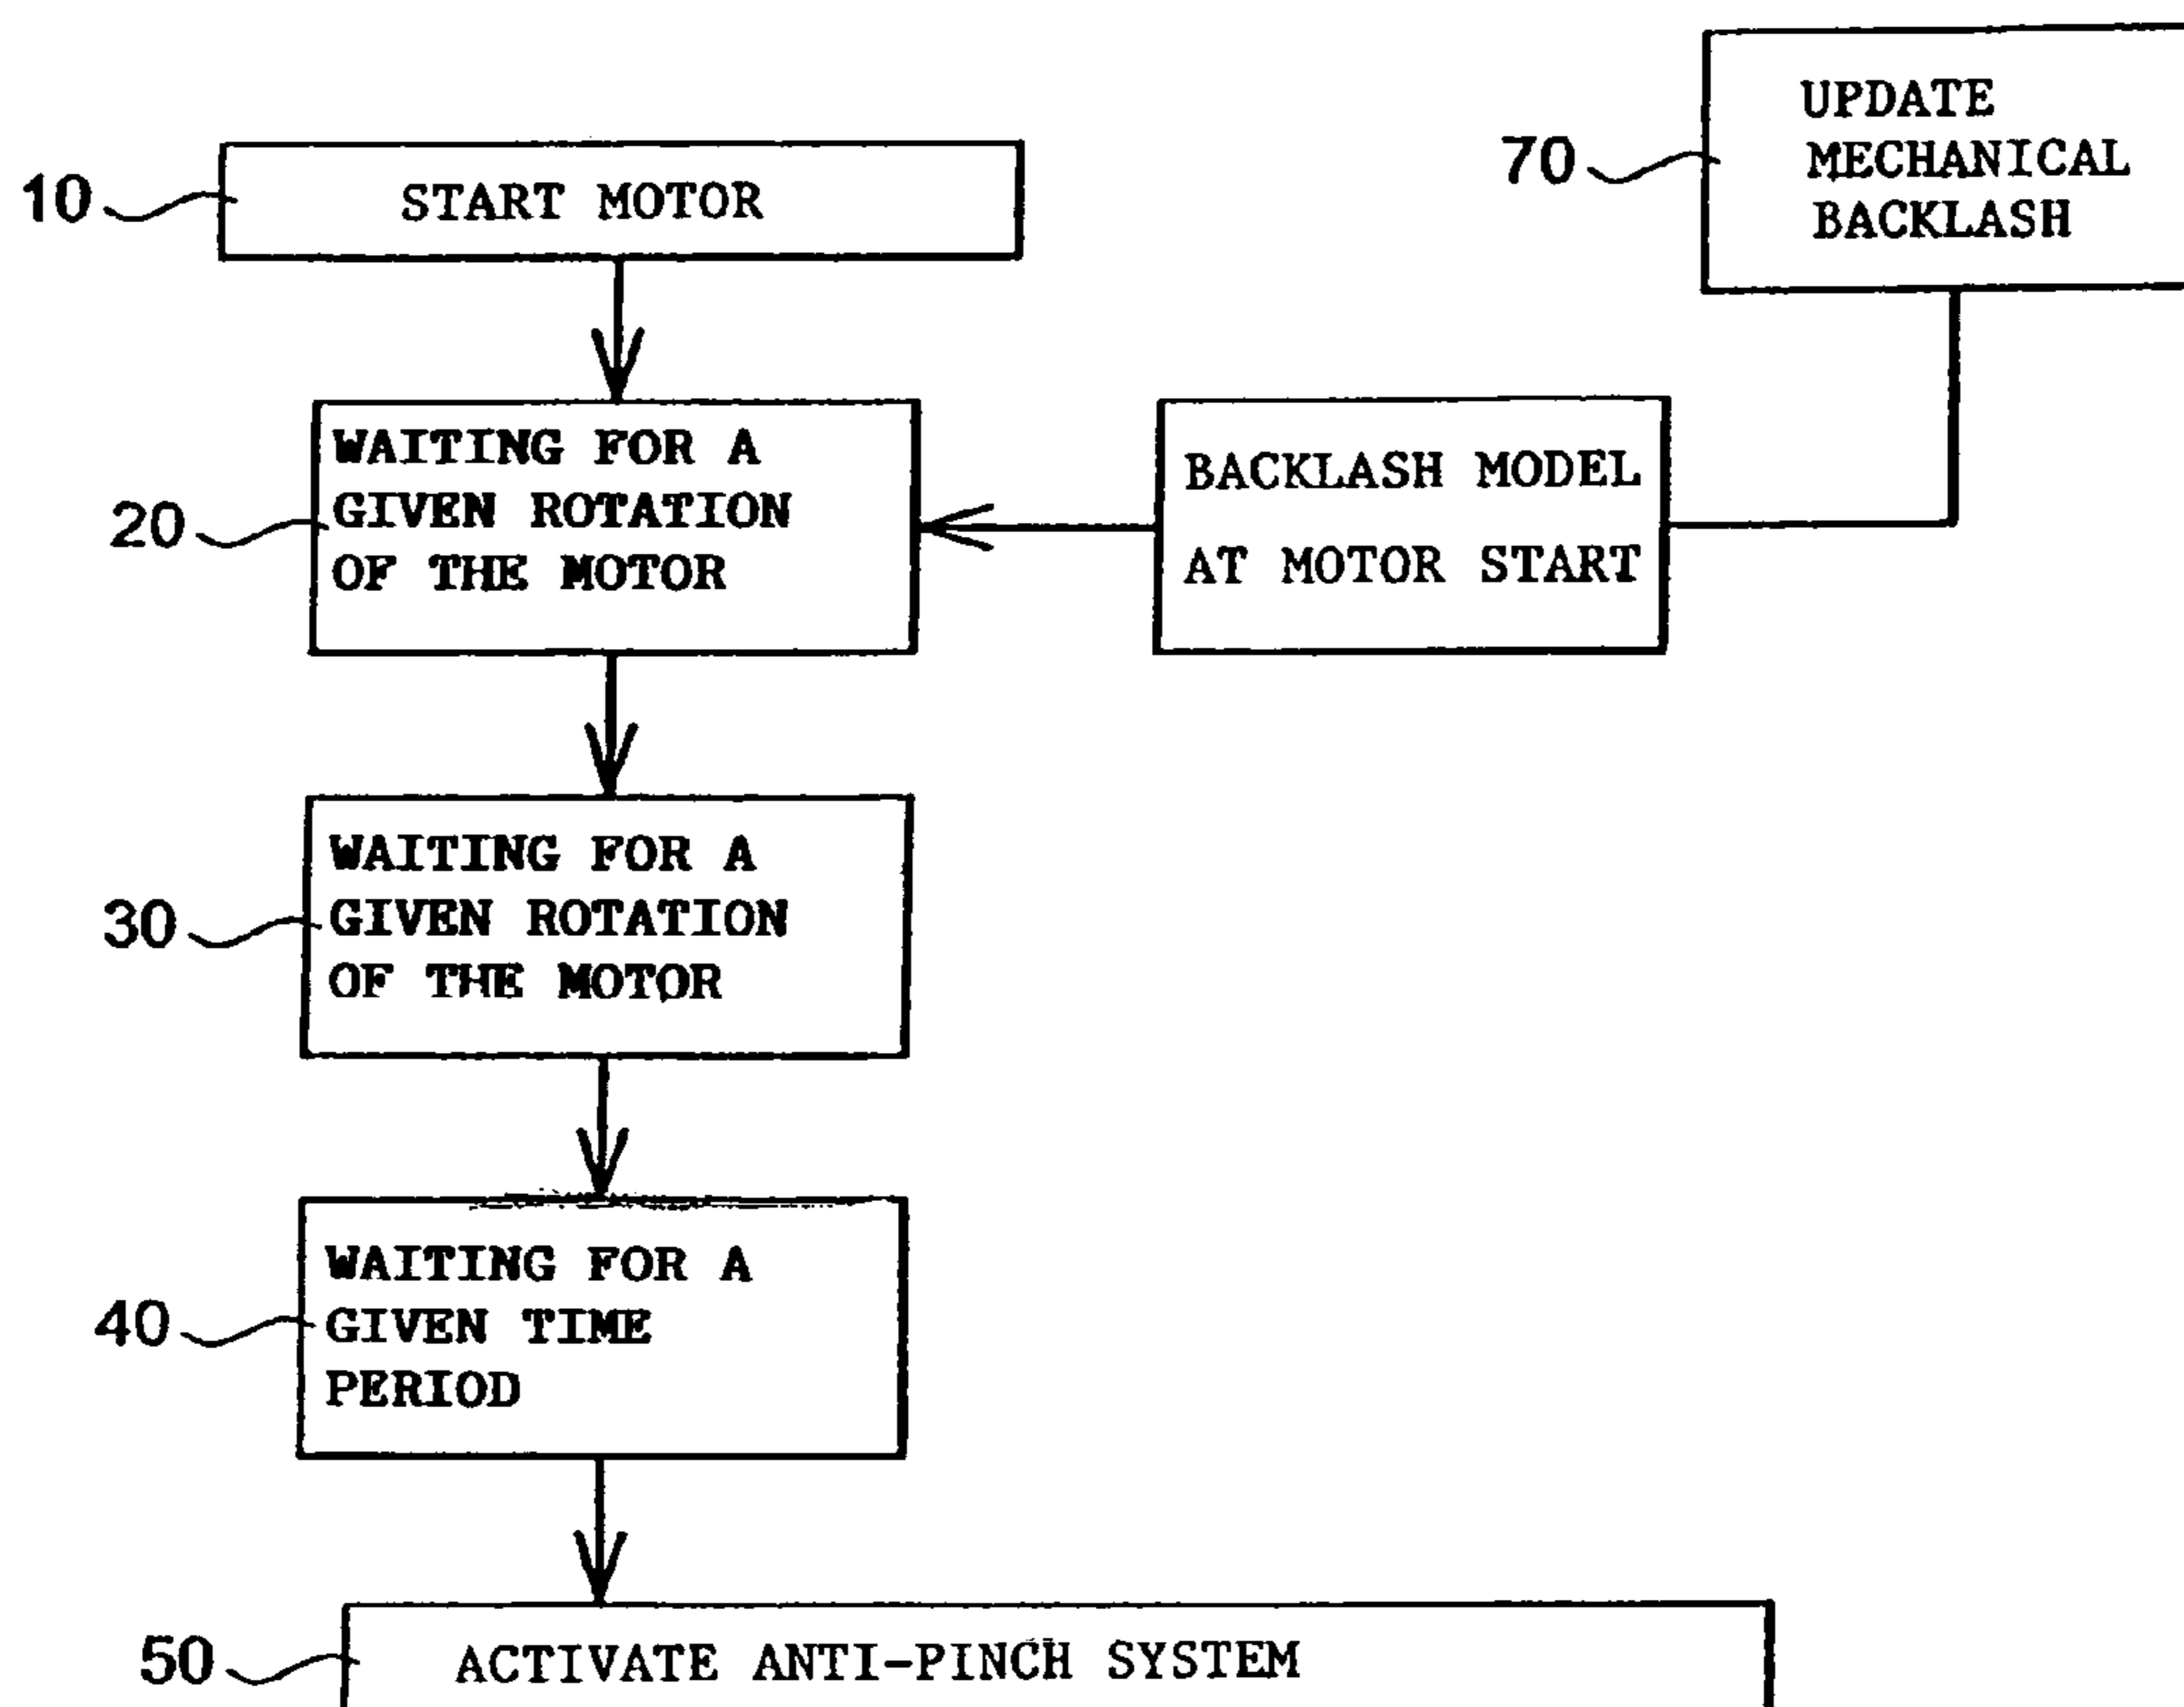 UPDATE
MECHANICAL
BACKLASH
70
10
START MOTOR
WAITING FOR A
GIVEN ROTATION
OF THE MOTOR
20
BACKLASH MODEL
AT MOTOR START
WAITING FOR A
GIVEN ROTATION
OF THE MOTOR
30
WAITING FOR A
GIVEN TIME
PERIOD
40
50
ACTIVATE ANTI-PINCH SYSTEM